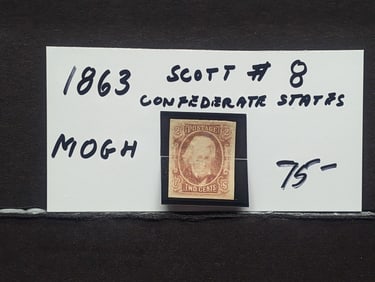 1863 SCOTT # 8
CONFEDERATE STATES
MOGH
75-
POSTAGE
TWO CENTS